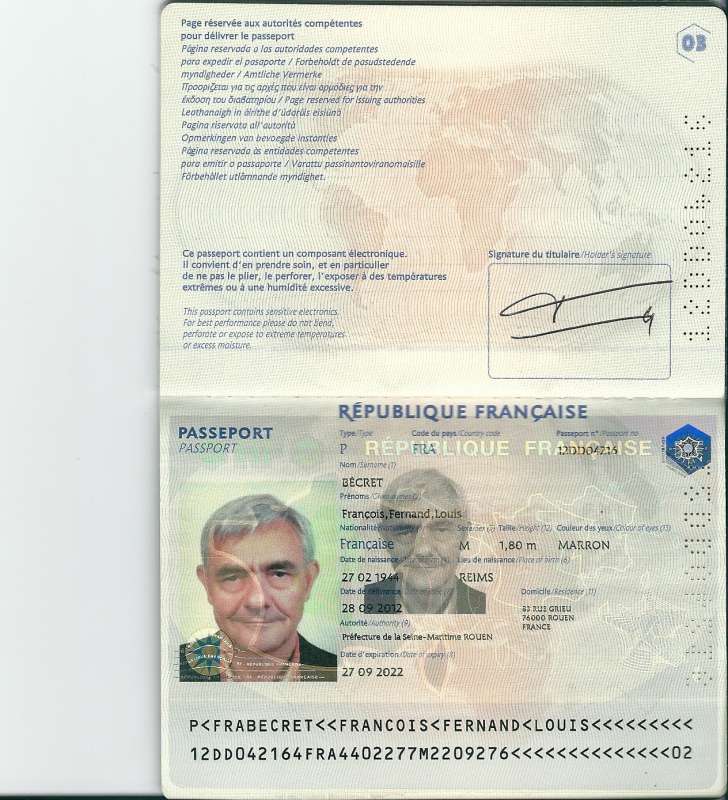 03
Page réservée aux autorités compétentes
pour délivrer le passeport
Página reservada a las autoridades competentes
para expedir el pasaporte / Forbeholdt de pasudstedende
myndigheder / Amtliche Vermerke
Προορίζεται για τις αρχές που είναι αρμόδιες για την
έκδοση του διαβατηρίου / Page reserved for issuing authorities
Leathanaigh in áirithe d'údaráis eisiúna
Pagina riservata all'autorità
Opmerkingen van bevoegde instanties
Página reservada às entidades competentes
para emitir o passaporte / Varattu passinantoviranomaisille
Förbehållet utlämnande myndighet.
Ce passeport contient un composant électronique.
Il convient d'en prendre soin, et en particulier
de ne pas le plier, le perforer, l'exposer à des températures
extrêmes ou à une humidité excessive.
This passport contains sensitive electronics.
For best performance please do not bend,
perforate or expose to extreme temperatures
or excess moisture.
Signature du titulaire/Holder's signature
RÉPUBLIQUE FRANÇAISE
PASSEPORT
PASSPORT
Type/Type Code du pays/Country code Passeport n°/Passport no
P FRA 12DD04216
RÉPUBLIQUE FRANÇAISE
Nom/Surname (1)
BÉCRET
Prénoms/Given names (2)
François,Fernand,Louis
Nationalité/Nationality (3) Sexe/Sex (5) Taille/Height (12) Couleur des yeux/Colour of eyes (13)
Française M 1,80 m MARRON
Date de naissance Lieu de naissance/Place of birth (6)
27 02 1944 REIMS
Date de délivrance Domicile/Residence (11)
28 09 2012 83 RUE GRIEU
76000 ROUEN
FRANCE
Autorité/Authority (9)
Préfecture de la Seine-Maritime ROUEN
Date d'expiration/Date of expiry (8)
27 09 2022
P<FRABECRET<<FRANCOIS<FERNAND<LOUIS<<<<<<<<<
12DD042164FRA4402277M2209276<<<<<<<<<<<<<<02